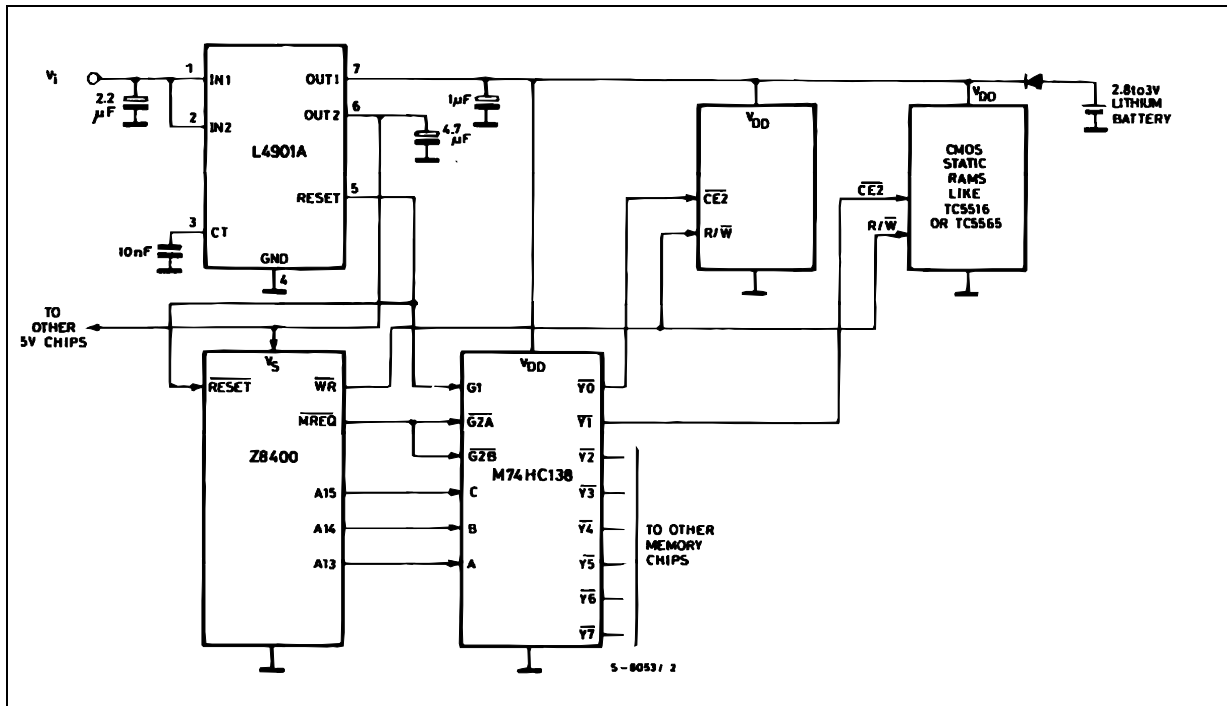 Vi
2.2
μF
1
IN1
2
IN2
L4901A
OUT1
7
OUT2
6
RESET
5
3
CT
10nF
GND
4
1μF
4.7
μF
VDD
CE2
R/W
VDD
CMOS
STATIC
RAMS
LIKE
TC5516
OR TC5565
CE2
R/W
2.8to3V
LITHIUM
BATTERY
TO
OTHER
5V CHIPS
VS
RESET
WR
MREQ
Z8400
A15
A14
A13
VDD
G1
G2A
G2B
M74HC138
C
B
A
Y0
Y1
Y2
Y3
Y4
Y5
Y6
Y7
TO OTHER
MEMORY
CHIPS
S-6053/2